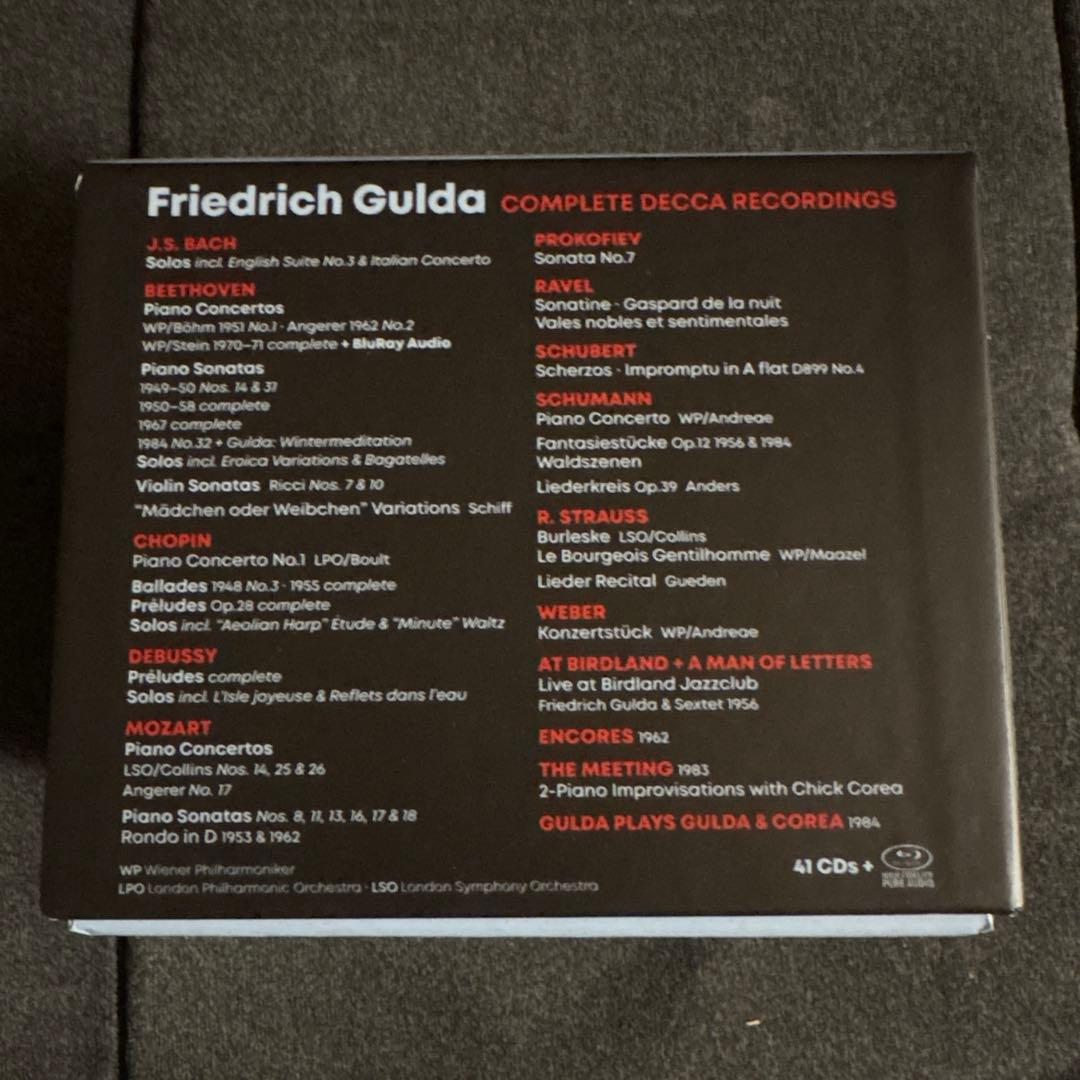 Friedrich Gulda COMPLETE DECCA RECORDINGS
J.S. BACH
Solos incl. English Suite No.3 & Italian Concerto
BEETHOVEN
Piano Concertos
WP/Böhm 1951 No.1 · Angerer 1962 No.2
WP/Stein 1970–71 complete + BluRay Audio
Piano Sonatas
1949–50 Nos. 14 & 31
1950–58 complete
1967 complete
1984 No.32 + Gulda: Wintermeditation
Solos incl. Eroica Variations & Bagatelles
Violin Sonatas Ricci Nos. 7 & 10
"Mädchen oder Weibchen" Variations Schiff
CHOPIN
Piano Concerto No.1 LPO/Boult
Ballades 1948 No.3 · 1955 complete
Préludes Op.28 complete
Solos incl. "Aeolian Harp" Étude & "Minute" Waltz
DEBUSSY
Préludes complete
Solos incl. L'Isle joyeuse & Reflets dans l'eau
MOZART
Piano Concertos
LSO/Collins Nos. 14, 25 & 26
Angerer No. 17
Piano Sonatas Nos. 8, 11, 13, 16, 17 & 18
Rondo in D 1953 & 1962
WP Wiener Philharmoniker
LPO London Philharmonic Orchestra · LSO London Symphony Orchestra
PROKOFIEV
Sonata No.7
RAVEL
Sonatine · Gaspard de la nuit
Vales nobles et sentimentales
SCHUBERT
Scherzos · Impromptu in A flat D899 No.4
SCHUMANN
Piano Concerto WP/Andreae
Fantasiestücke Op.12 1956 & 1984
Waldszenen
Liederkreis Op.39 Anders
R. STRAUSS
Burleske LSO/Collins
Le Bourgeois Gentilhomme WP/Maazel
Lieder Recital Gueden
WEBER
Konzertstück WP/Andreae
AT BIRDLAND + A MAN OF LETTERS
Live at Birdland Jazzclub
Friedrich Gulda & Sextet 1956
ENCORES 1962
THE MEETING 1983
2-Piano Improvisations with Chick Corea
GULDA PLAYS GULDA & COREA 1984
41 CDs +
HIGH FIDELITY
PURE AUDIO